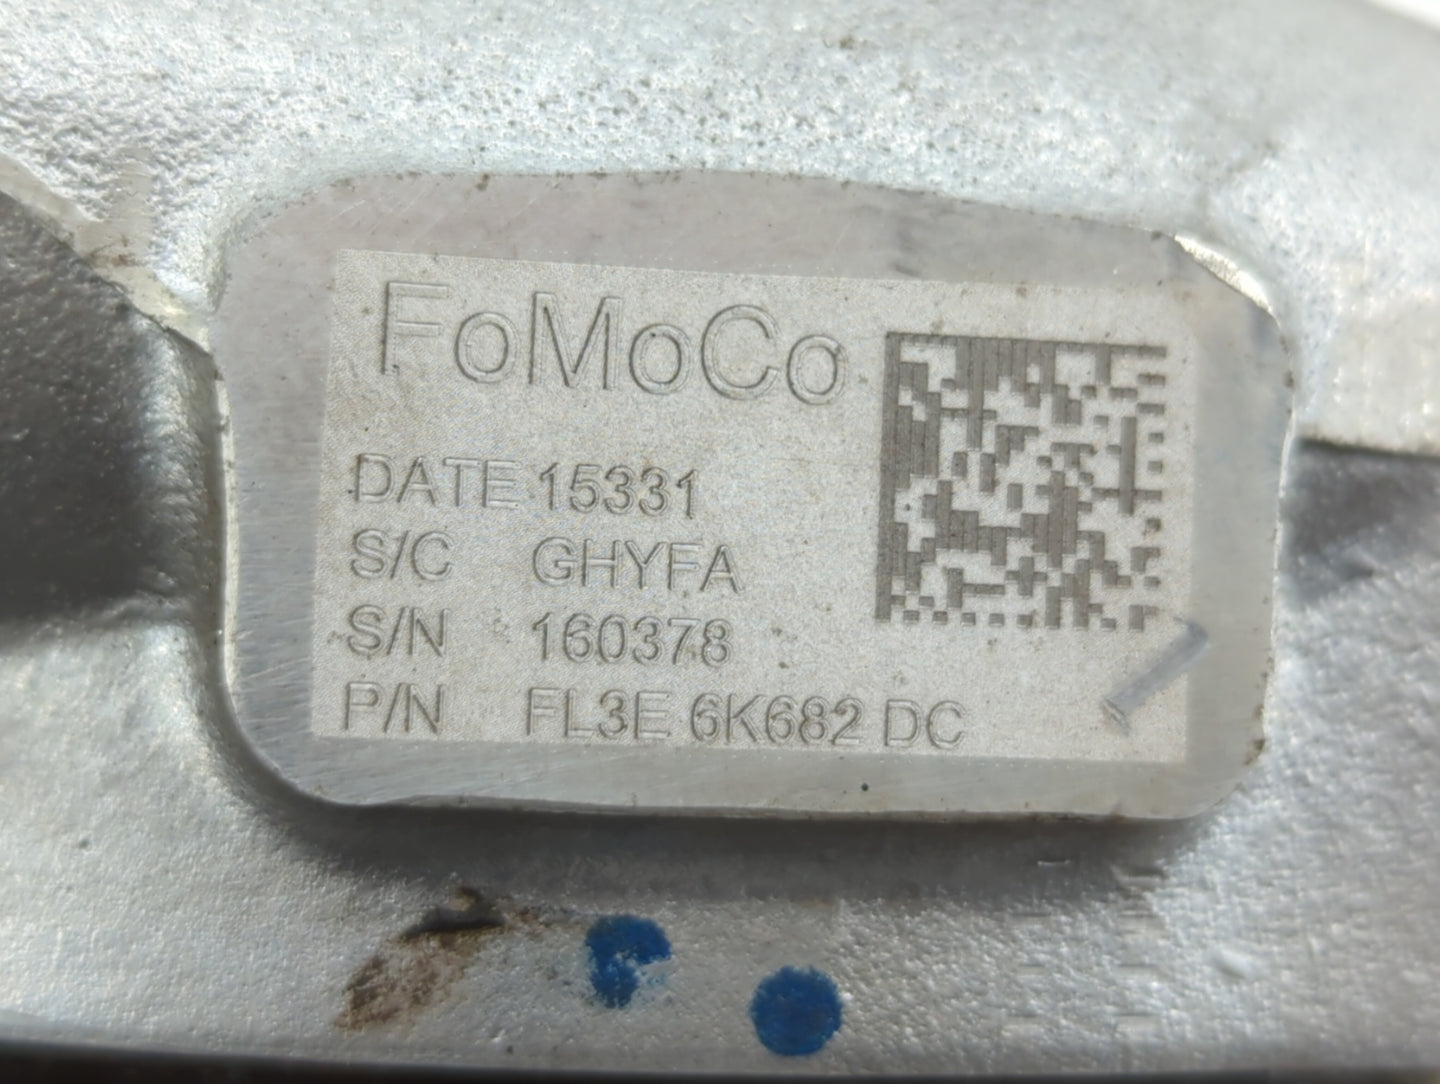 FoMoCo
DATE 15331
S/C GHYFA
S/N 160378
P/N FL3E 6K682 DC